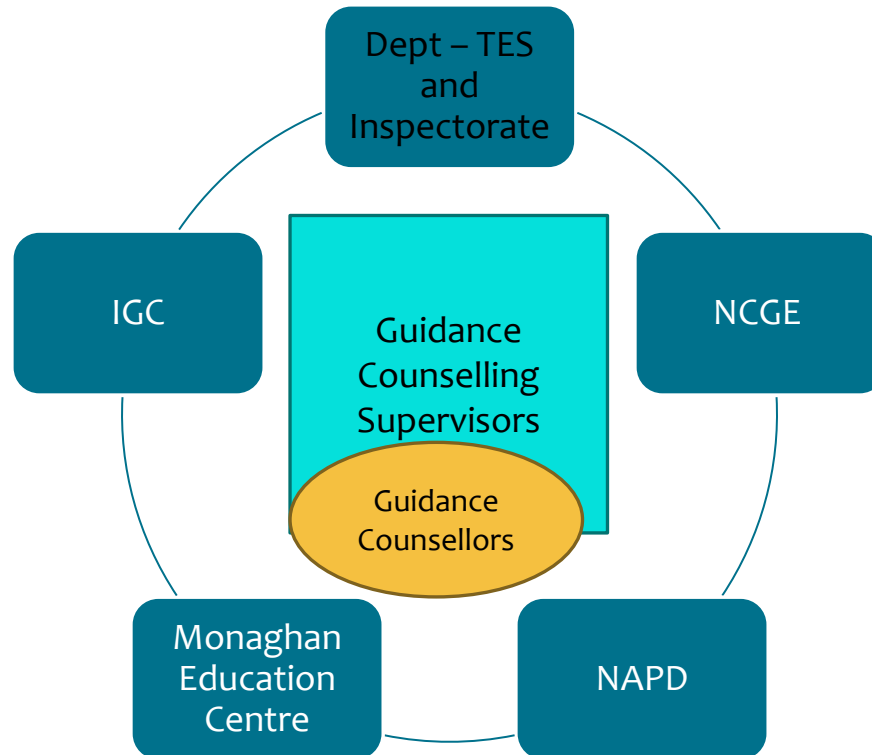 Dept – TES
and
Inspectorate
IGC
NCGE
Guidance
Counselling
Supervisors
Guidance
Counsellors
Monaghan
Education
Centre
NAPD